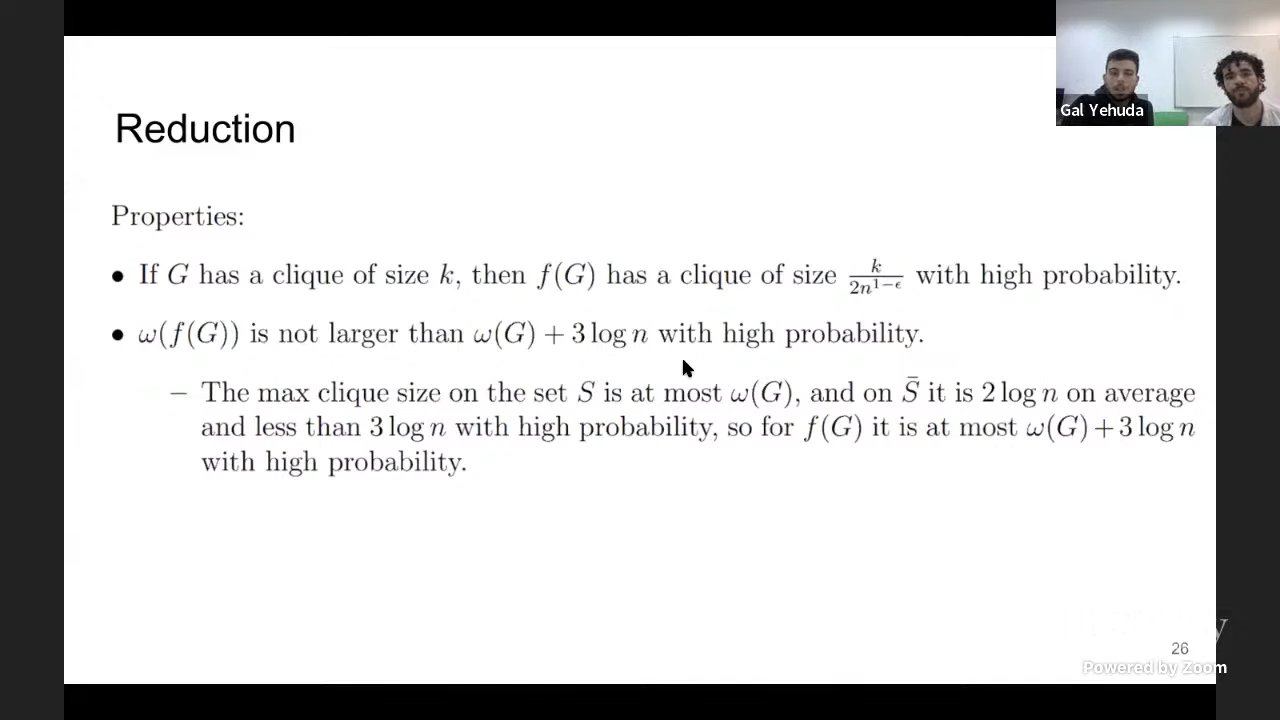 Gal Yehuda
Reduction
Properties:
• If G has a clique of size k, then f(G) has a clique of size \frac{k}{2n^{1-ϵ}} with high probability.
• ω(f(G)) is not larger than ω(G) + 3 log n with high probability.
– The max clique size on the set S is at most ω(G), and on S̄ it is 2 log n on average
and less than 3 log n with high probability, so for f(G) it is at most ω(G) + 3 log n
with high probability.
26
Powered by Zoom